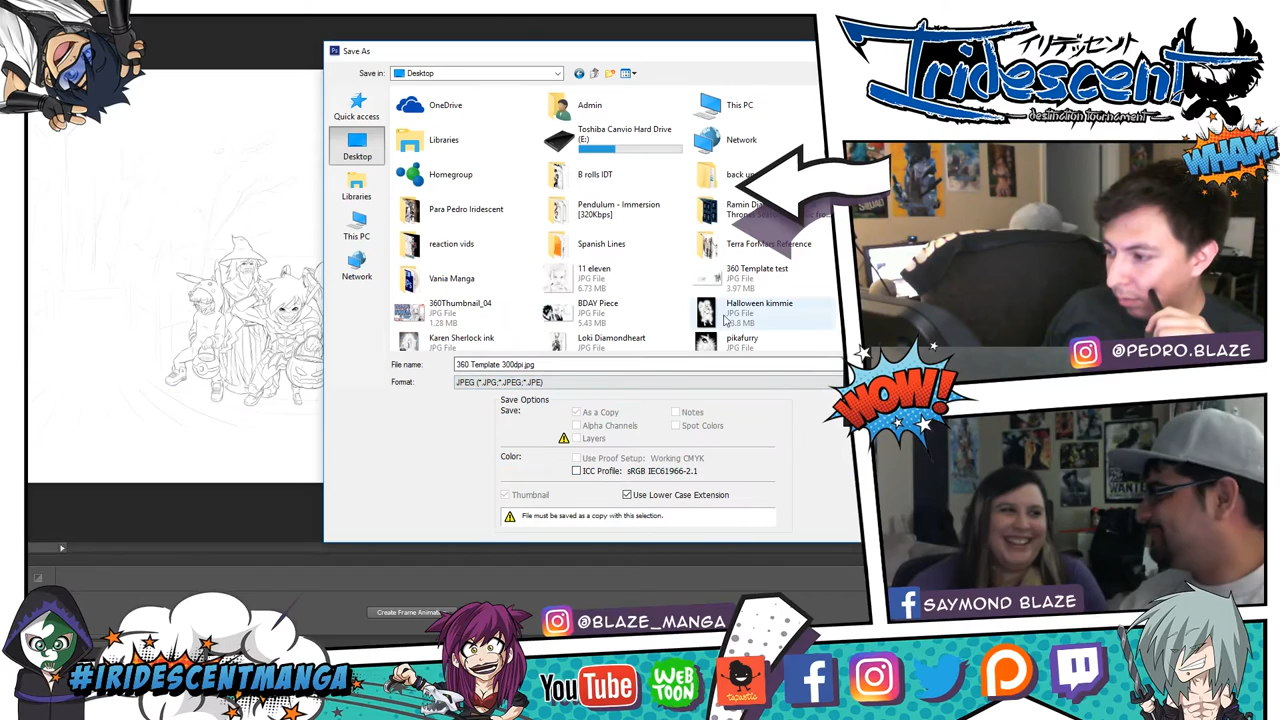 Save As
Save in:
Desktop
Quick access
Desktop
Libraries
This PC
Network
OneDrive
Admin
This PC
Libraries
Toshiba Canvio Hard Drive
(E:)
Network
Homegroup
B rolls IDT
back up
Para Pedro Iridescent
Pendulum - Immersion
[320Kbps]
Ramin
Thrones
reaction vids
Spanish Lines
Terra ForMars Reference
Vania Manga
11 eleven
JPG File
6.73 MB
360 Template test
JPG File
3.97 MB
360Thumbnail_04
JPG File
1.28 MB
BDAY Piece
JPG File
5.43 MB
Halloween kimmie
JPG File
Karen Sherlock ink
JPG File
Loki Diamondheart
JPG File
pikafurry
JPG File
File name:
360 Template 300dpi.jpg
Format:
JPEG (*.JPG;*.JPEG;*.JPE)
Save Options
Save:
As a Copy
Notes
Alpha Channels
Spot Colors
Layers
Color:
Use Proof Setup: Working CMYK
ICC Profile: sRGB IEC61966-2.1
Thumbnail
Use Lower Case Extension
File must be saved as a copy with this selection.
Create Frame Animati
イリデッセント
Iridescent
destination tournament
WHAM!
@PEDRO.BLAZE
WOW!
WANTED
SAYMOND BLAZE
@BLAZE_MANGA
#IRIDESCENTMANGA
YouTube
WEB
TOON
Tapastic